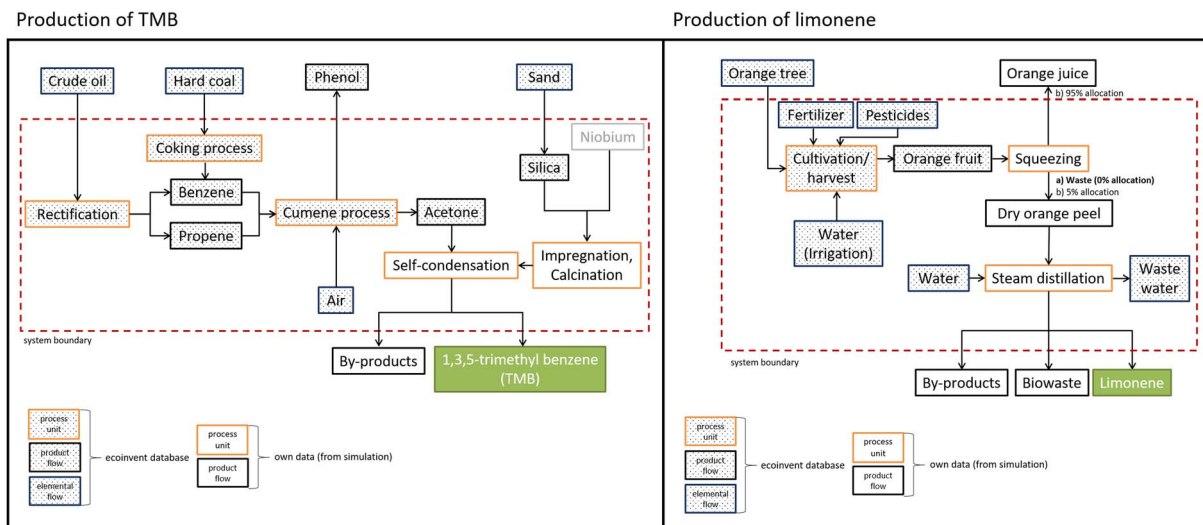 Production of TMB
Crude oil
Hard coal
Phenol
Sand
Niobium
Coking process
Silica
Benzene
Rectification
Cumene process
Acetone
Propene
Self-condensation
Impregnation,
Calcination
Air
system boundary
By-products
1,3,5-trimethyl benzene
(TMB)
process
unit
product
flow
elemental
flow
ecoinvent database
process
unit
product
flow
own data (from simulation)
Production of limonene
Orange tree
Orange juice
b) 95% allocation
Fertilizer
Pesticides
Cultivation/
harvest
Orange fruit
Squeezing
a) Waste (0% allocation)
b) 5% allocation
Dry orange peel
Water
(Irrigation)
Water
Steam distillation
Waste
water
system boundary
By-products
Biowaste
Limonene
process
unit
product
flow
elemental
flow
ecoinvent database
process
unit
product
flow
own data (from simulation)